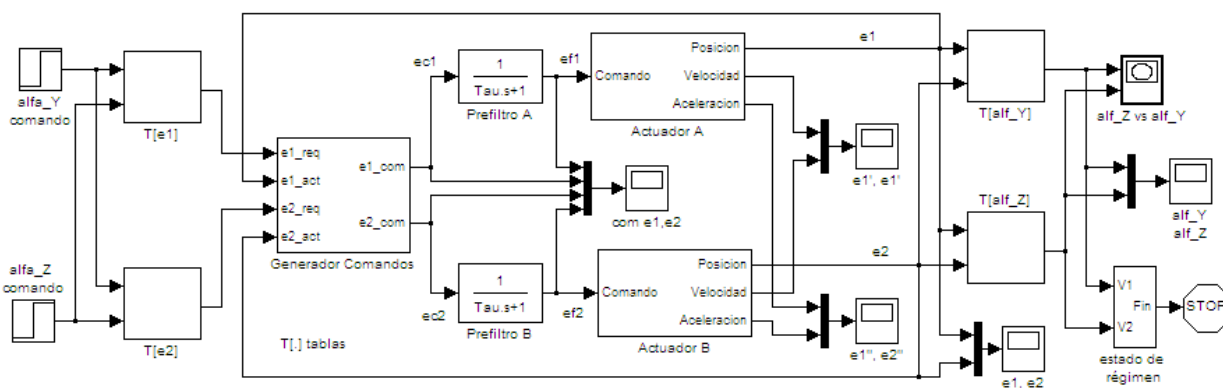 alfa_Y
comando
T[e1]
alfa_Z
comando
T[e2]
e1_req
e1_act
e2_req
e2_act
e1_com
e2_com
Generador Comandos
T[.] tablas
ec1
1
Tau.s+1
Prefiltro A
ef1
ec2
1
Tau.s+1
Prefiltro B
ef2
Comando
Posicion
Velocidad
Aceleracion
Actuador A
com e1,e2
Comando
Posicion
Velocidad
Aceleracion
Actuador B
e1
e2
e1', e1'
e1'', e2''
T[alf_Y]
T[alf_Z]
e1, e2
alf_Z vs alf_Y
alf_Y
alf_Z
V1
V2
Fin
estado de
régimen
STOP